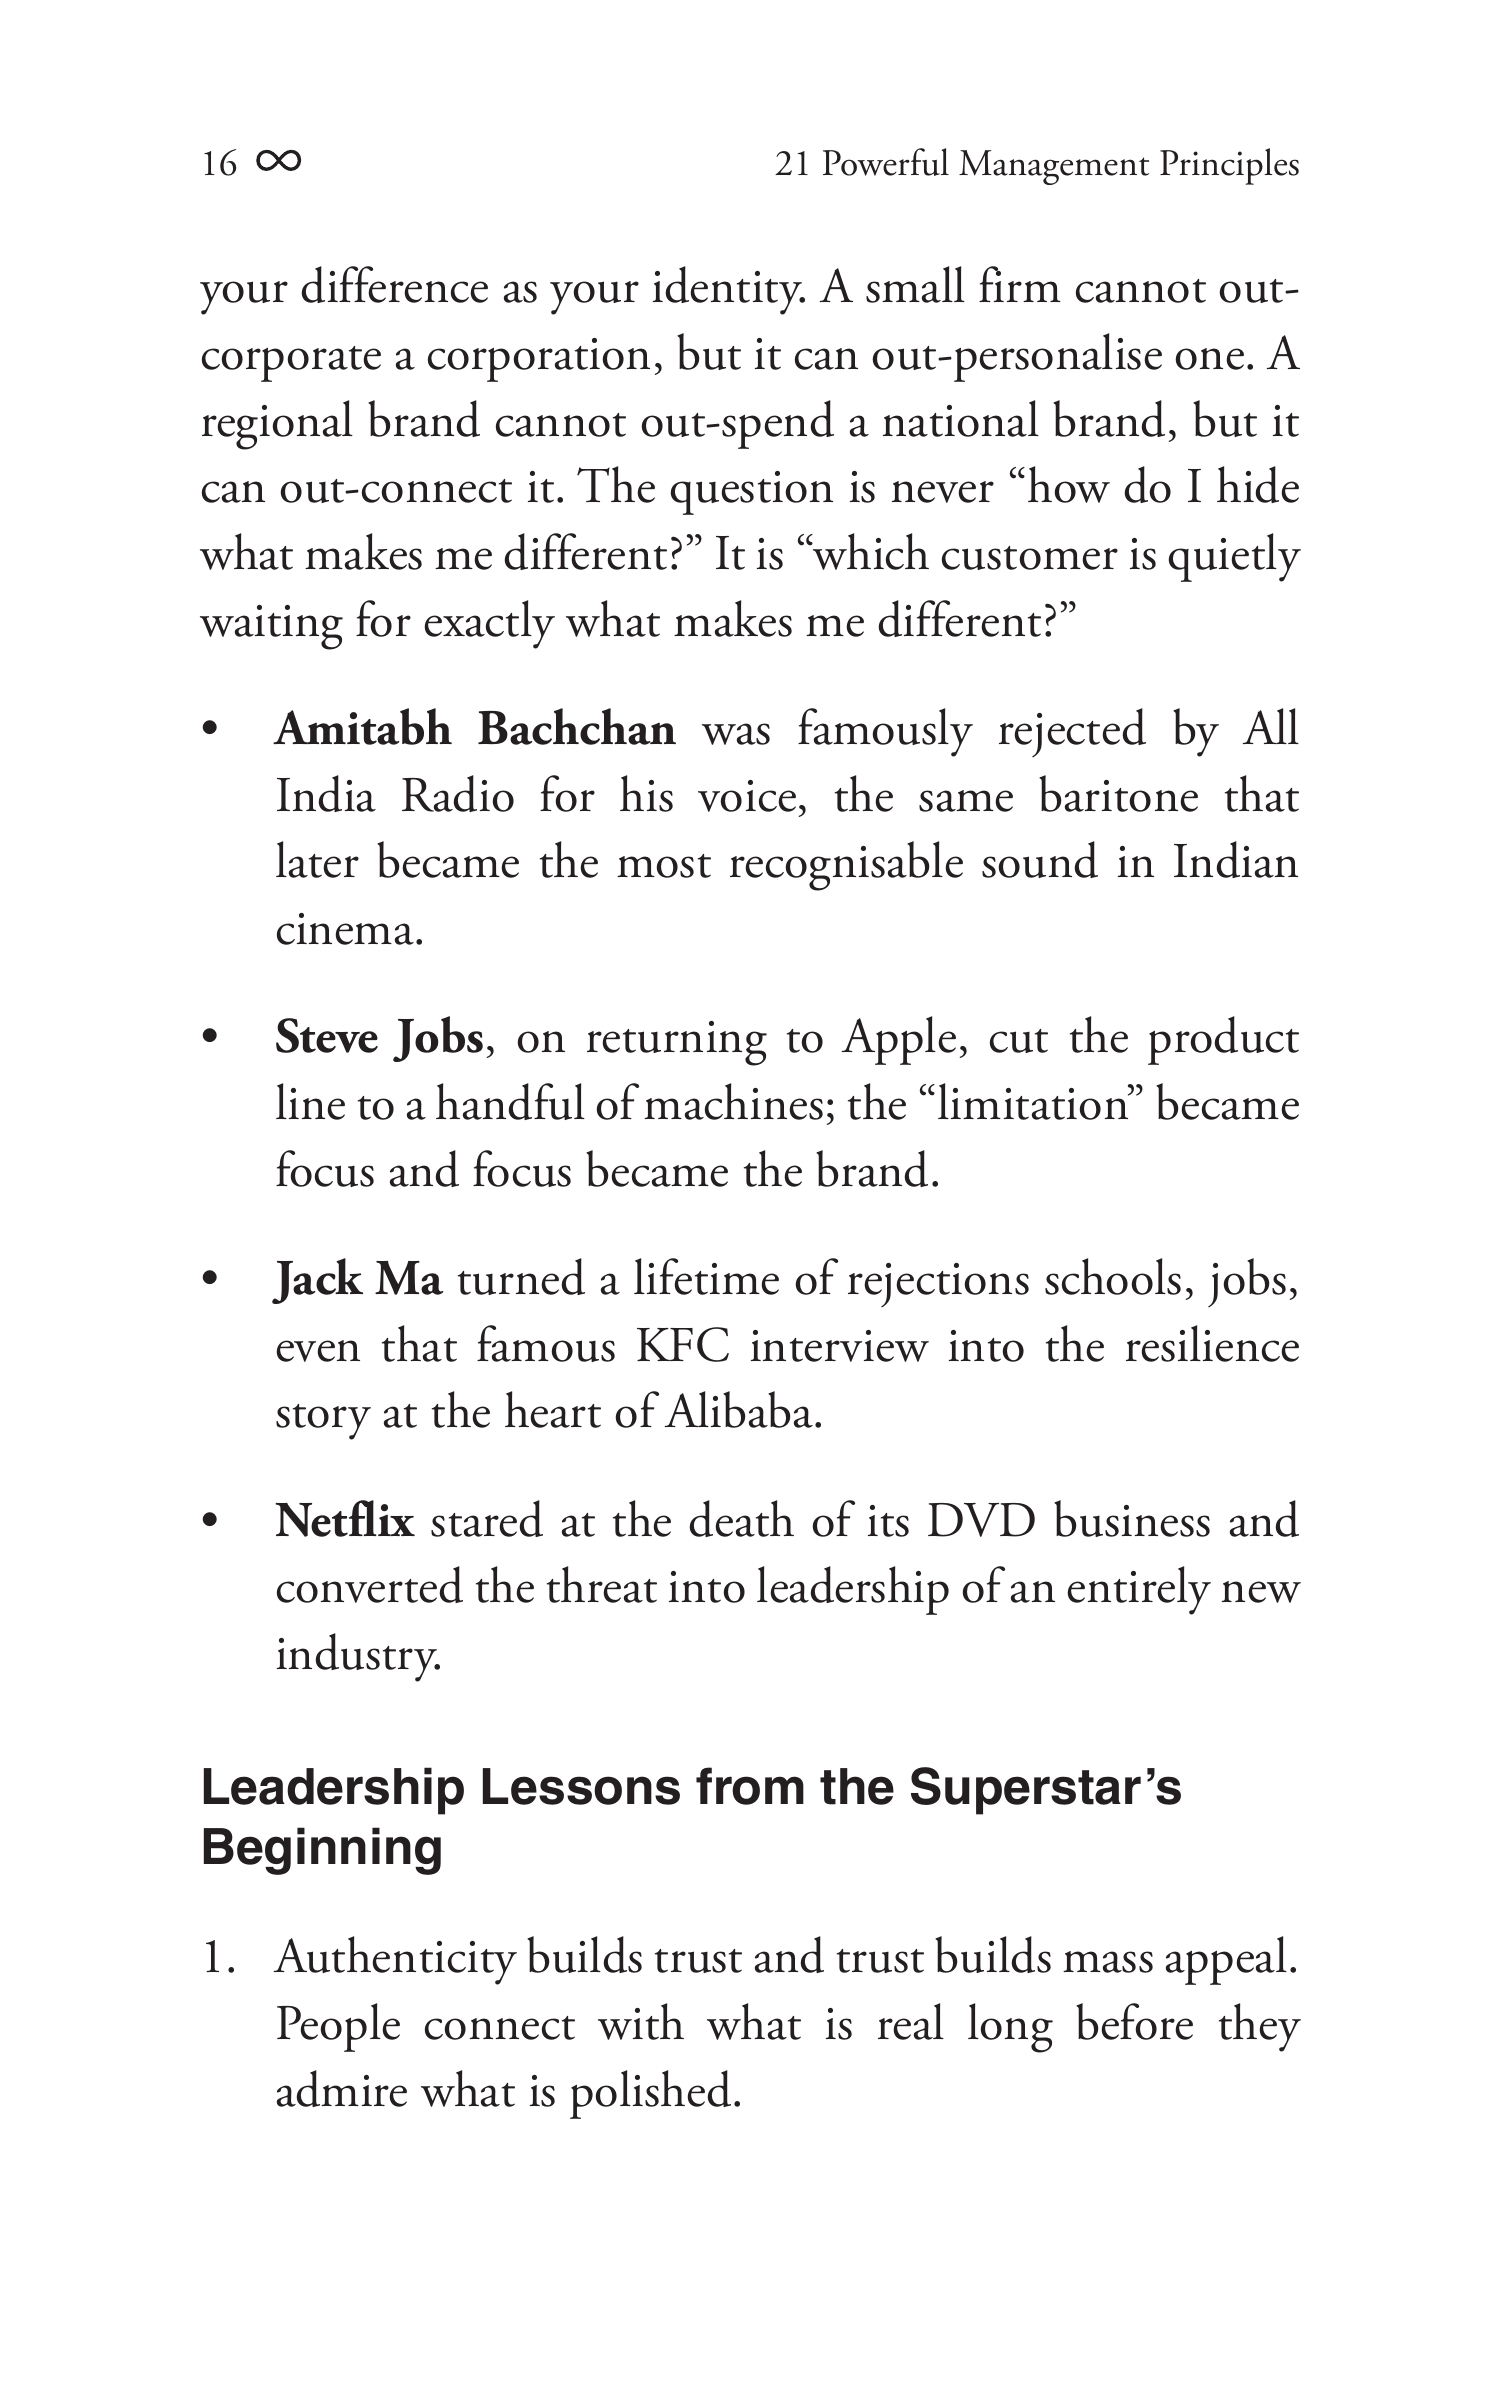 16 ∞ 21 Powerful Management Principles
your difference as your identity. A small firm cannot out-
corporate a corporation, but it can out-personalise one. A
regional brand cannot out-spend a national brand, but it
can out-connect it. The question is never “how do I hide
what makes me different?” It is “which customer is quietly
waiting for exactly what makes me different?”
• Amitabh Bachchan was famously rejected by All
India Radio for his voice, the same baritone that
later became the most recognisable sound in Indian
cinema.
• Steve Jobs, on returning to Apple, cut the product
line to a handful of machines; the “limitation” became
focus and focus became the brand.
• Jack Ma turned a lifetime of rejections schools, jobs,
even that famous KFC interview into the resilience
story at the heart of Alibaba.
• Netflix stared at the death of its DVD business and
converted the threat into leadership of an entirely new
industry.
Leadership Lessons from the Superstar’s
Beginning
1. Authenticity builds trust and trust builds mass appeal.
People connect with what is real long before they
admire what is polished.